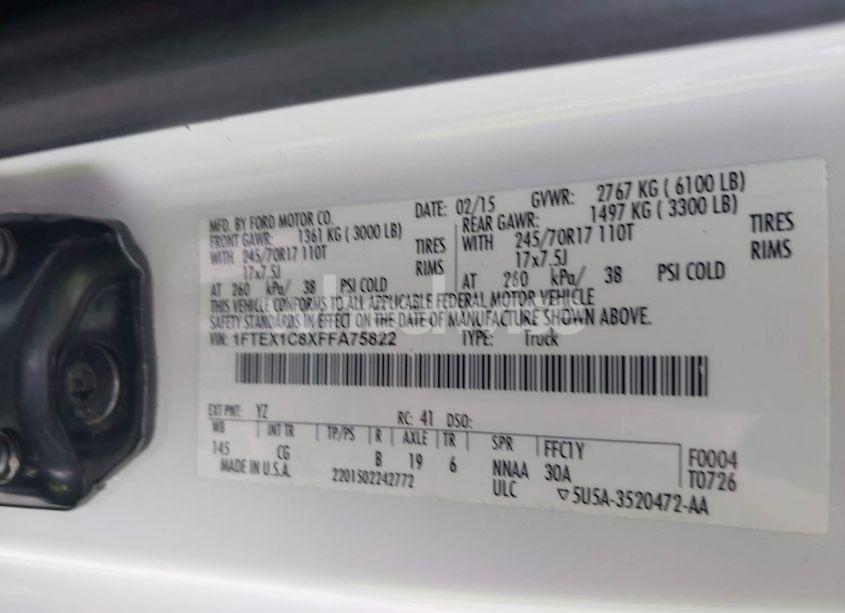 MFD. BY FORD MOTOR CO.
DATE: 02/15 GVWR: 2767 KG ( 6100 LB)
FRONT GAWR: 1361 KG ( 3000 LB) REAR GAWR: 1497 KG ( 3300 LB)
WITH 245/70R17 110T TIRES WITH 245/70R17 110T TIRES
17x7.5J RIMS 17x7.5J RIMS
AT 260 kPa/ 38 PSI COLD AT 260 kPa/ 38 PSI COLD
THIS VEHICLE CONFORMS TO ALL APPLICABLE FEDERAL MOTOR VEHICLE
SAFETY STANDARDS IN EFFECT ON THE DATE OF MANUFACTURE SHOWN ABOVE.
VIN: 1FTEX1C8XFFA75822 TYPE: Truck
EXT PNT: YZ RC: 41 DSO:
WB INT TR TP/PS R AXLE TR SPR FFC1Y F0004
145 CG B 19 6 NNAA 30A T0726
MADE IN U.S.A. 2201502242772 ULC ▽5U5A-3520472-AA